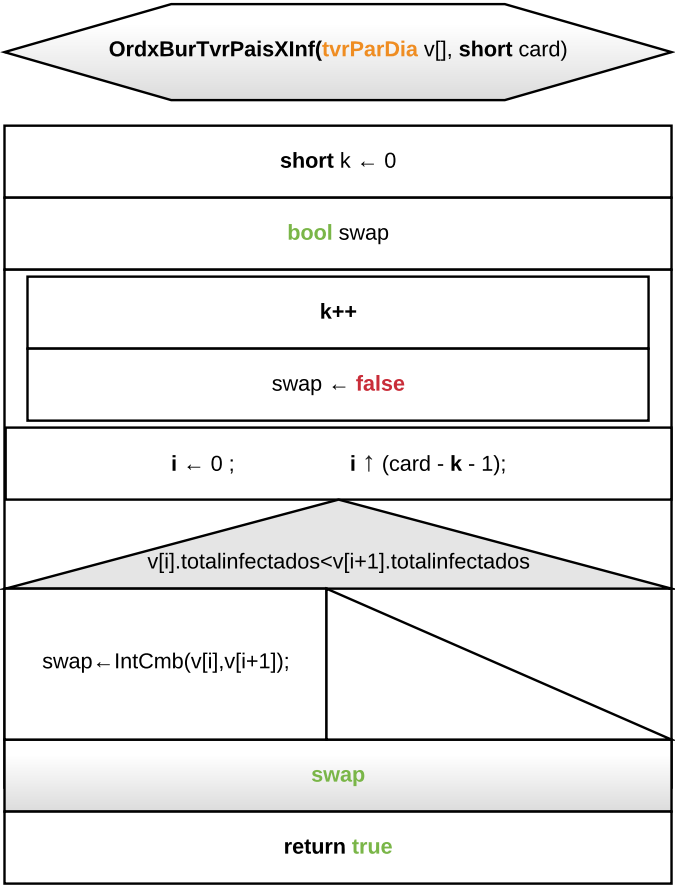 OrdxBurTvrPaisXInf(tvrParDia v[], short card)
short k ← 0
bool swap
k++
swap ← false
i ← 0 ; i ↑ (card - k - 1);
v[i].totalinfectados<v[i+1].totalinfectados
swap←IntCmb(v[i],v[i+1]);
swap
return true